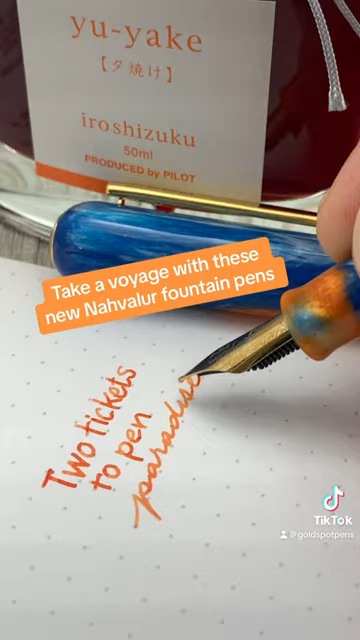 yu-yake
【夕焼け】
iroshizuku
50ml
PRODUCED by PILOT
Take a voyage with these
new Nahvalur fountain pens
Two tickets
to pen
paradise
TikTok
@goldspotpens